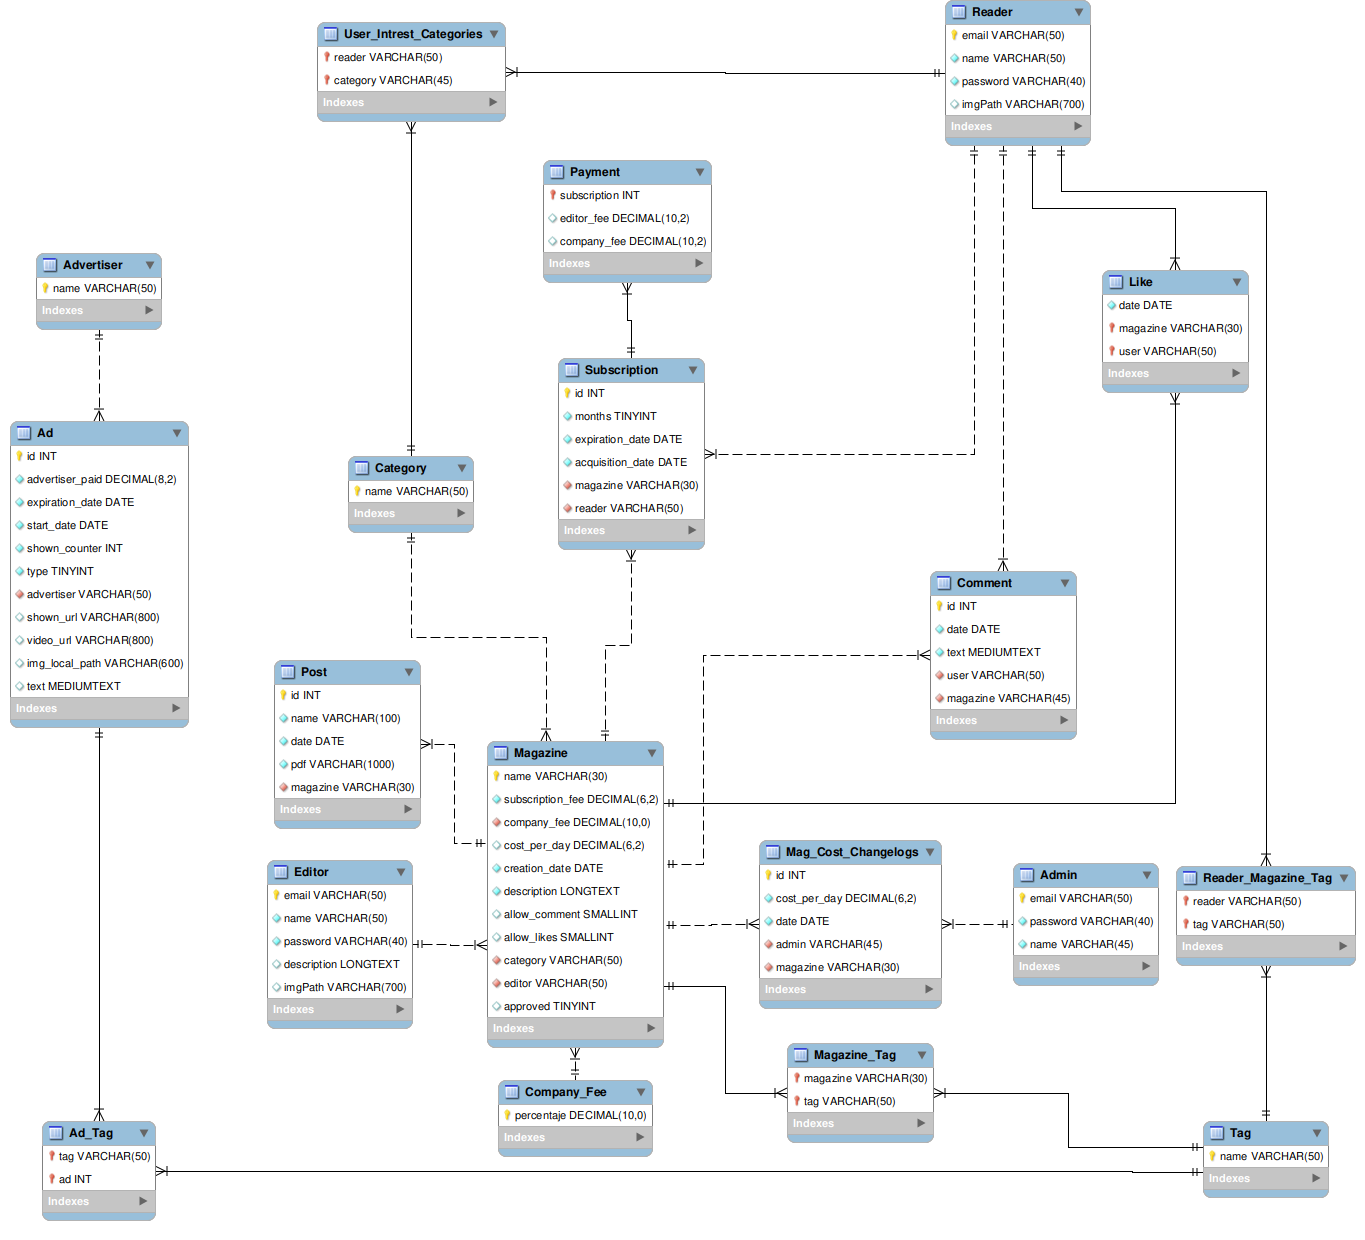 Reader
email VARCHAR(50)
name VARCHAR(50)
password VARCHAR(40)
imgPath VARCHAR(700)
Indexes
User_Intrest_Categories
reader VARCHAR(50)
category VARCHAR(45)
Indexes
Payment
subscription INT
editor_fee DECIMAL(10,2)
company_fee DECIMAL(10,2)
Indexes
Advertiser
name VARCHAR(50)
Indexes
Like
date DATE
magazine VARCHAR(30)
user VARCHAR(50)
Indexes
Subscription
id INT
months TINYINT
expiration_date DATE
acquisition_date DATE
magazine VARCHAR(30)
reader VARCHAR(50)
Indexes
Ad
id INT
advertiser_paid DECIMAL(8,2)
expiration_date DATE
start_date DATE
shown_counter INT
type TINYINT
advertiser VARCHAR(50)
shown_url VARCHAR(800)
video_url VARCHAR(800)
img_local_path VARCHAR(600)
text MEDIUMTEXT
Indexes
Category
name VARCHAR(50)
Indexes
Comment
id INT
date DATE
text MEDIUMTEXT
user VARCHAR(50)
magazine VARCHAR(45)
Indexes
Post
id INT
name VARCHAR(100)
date DATE
pdf VARCHAR(1000)
magazine VARCHAR(30)
Indexes
Magazine
name VARCHAR(30)
subscription_fee DECIMAL(6,2)
company_fee DECIMAL(10,0)
cost_per_day DECIMAL(6,2)
creation_date DATE
description LONGTEXT
allow_comment SMALLINT
allow_likes SMALLINT
category VARCHAR(50)
editor VARCHAR(50)
approved TINYINT
Indexes
Mag_Cost_Changelogs
id INT
cost_per_day DECIMAL(6,2)
date DATE
admin VARCHAR(45)
magazine VARCHAR(30)
Indexes
Editor
email VARCHAR(50)
name VARCHAR(50)
password VARCHAR(40)
description LONGTEXT
imgPath VARCHAR(700)
Indexes
Admin
email VARCHAR(50)
password VARCHAR(40)
name VARCHAR(45)
Indexes
Reader_Magazine_Tag
reader VARCHAR(50)
tag VARCHAR(50)
Indexes
Magazine_Tag
magazine VARCHAR(30)
tag VARCHAR(50)
Indexes
Company_Fee
percentaje DECIMAL(10,0)
Indexes
Ad_Tag
tag VARCHAR(50)
ad INT
Indexes
Tag
name VARCHAR(50)
Indexes